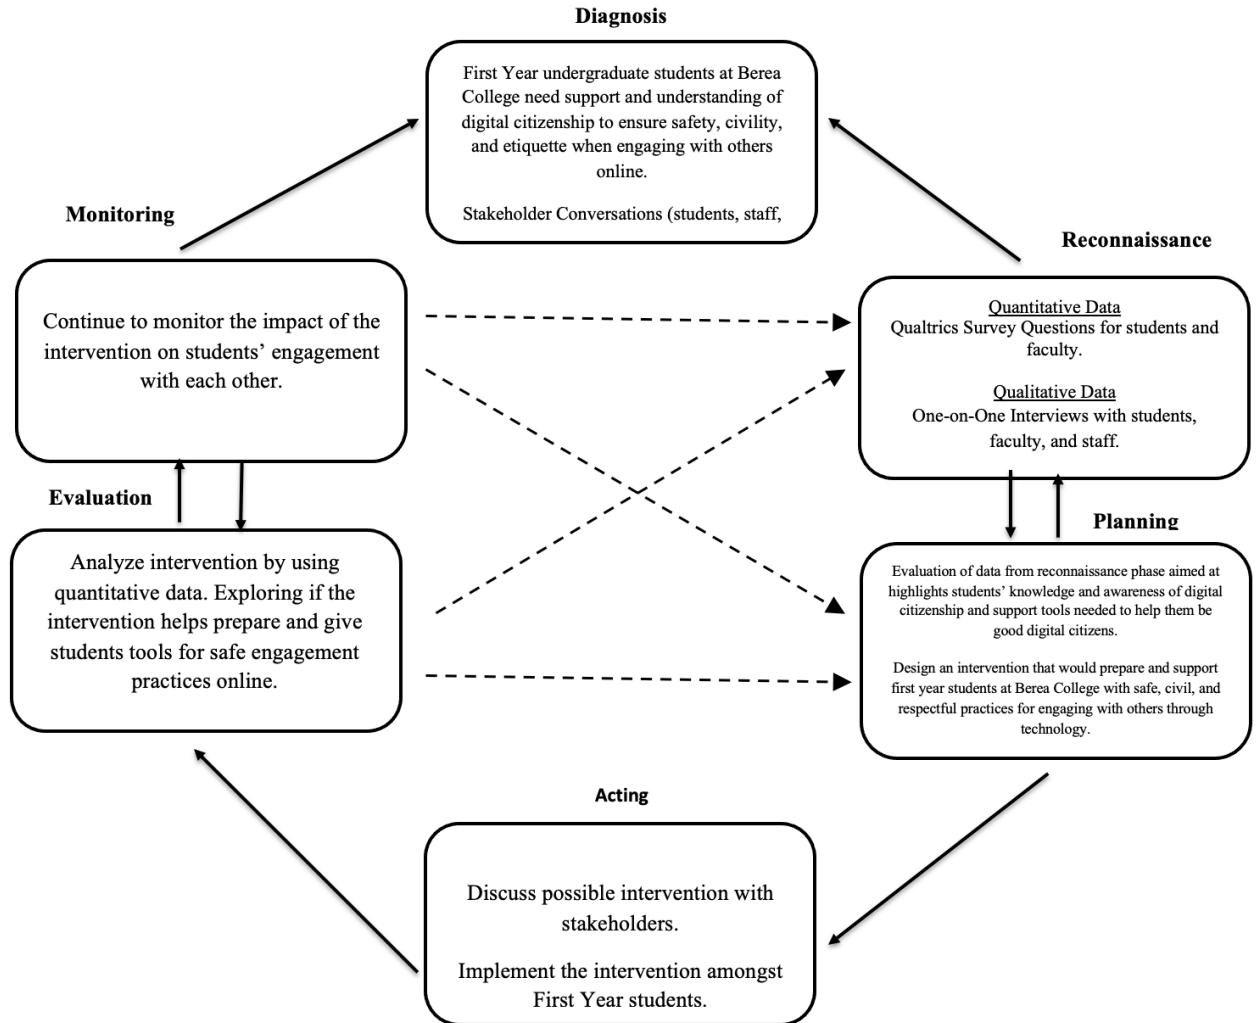 Diagnosis
First Year undergraduate students at Berea
College need support and understanding of
digital citizenship to ensure safety, civility,
and etiquette when engaging with others
online.
Stakeholder Conversations (students, staff,
Monitoring
Continue to monitor the impact of the
intervention on students’ engagement
with each other.
Reconnaissance
Quantitative Data
Qualtrics Survey Questions for students and
faculty.
Qualitative Data
One-on-One Interviews with students,
faculty, and staff.
Evaluation
Analyze intervention by using
quantitative data. Exploring if the
intervention helps prepare and give
students tools for safe engagement
practices online.
Planning
Evaluation of data from reconnaissance phase aimed at
highlights students’ knowledge and awareness of digital
citizenship and support tools needed to help them be
good digital citizens.
Design an intervention that would prepare and support
first year students at Berea College with safe, civil, and
respectful practices for engaging with others through
technology.
Acting
Discuss possible intervention with
stakeholders.
Implement the intervention amongst
First Year students.